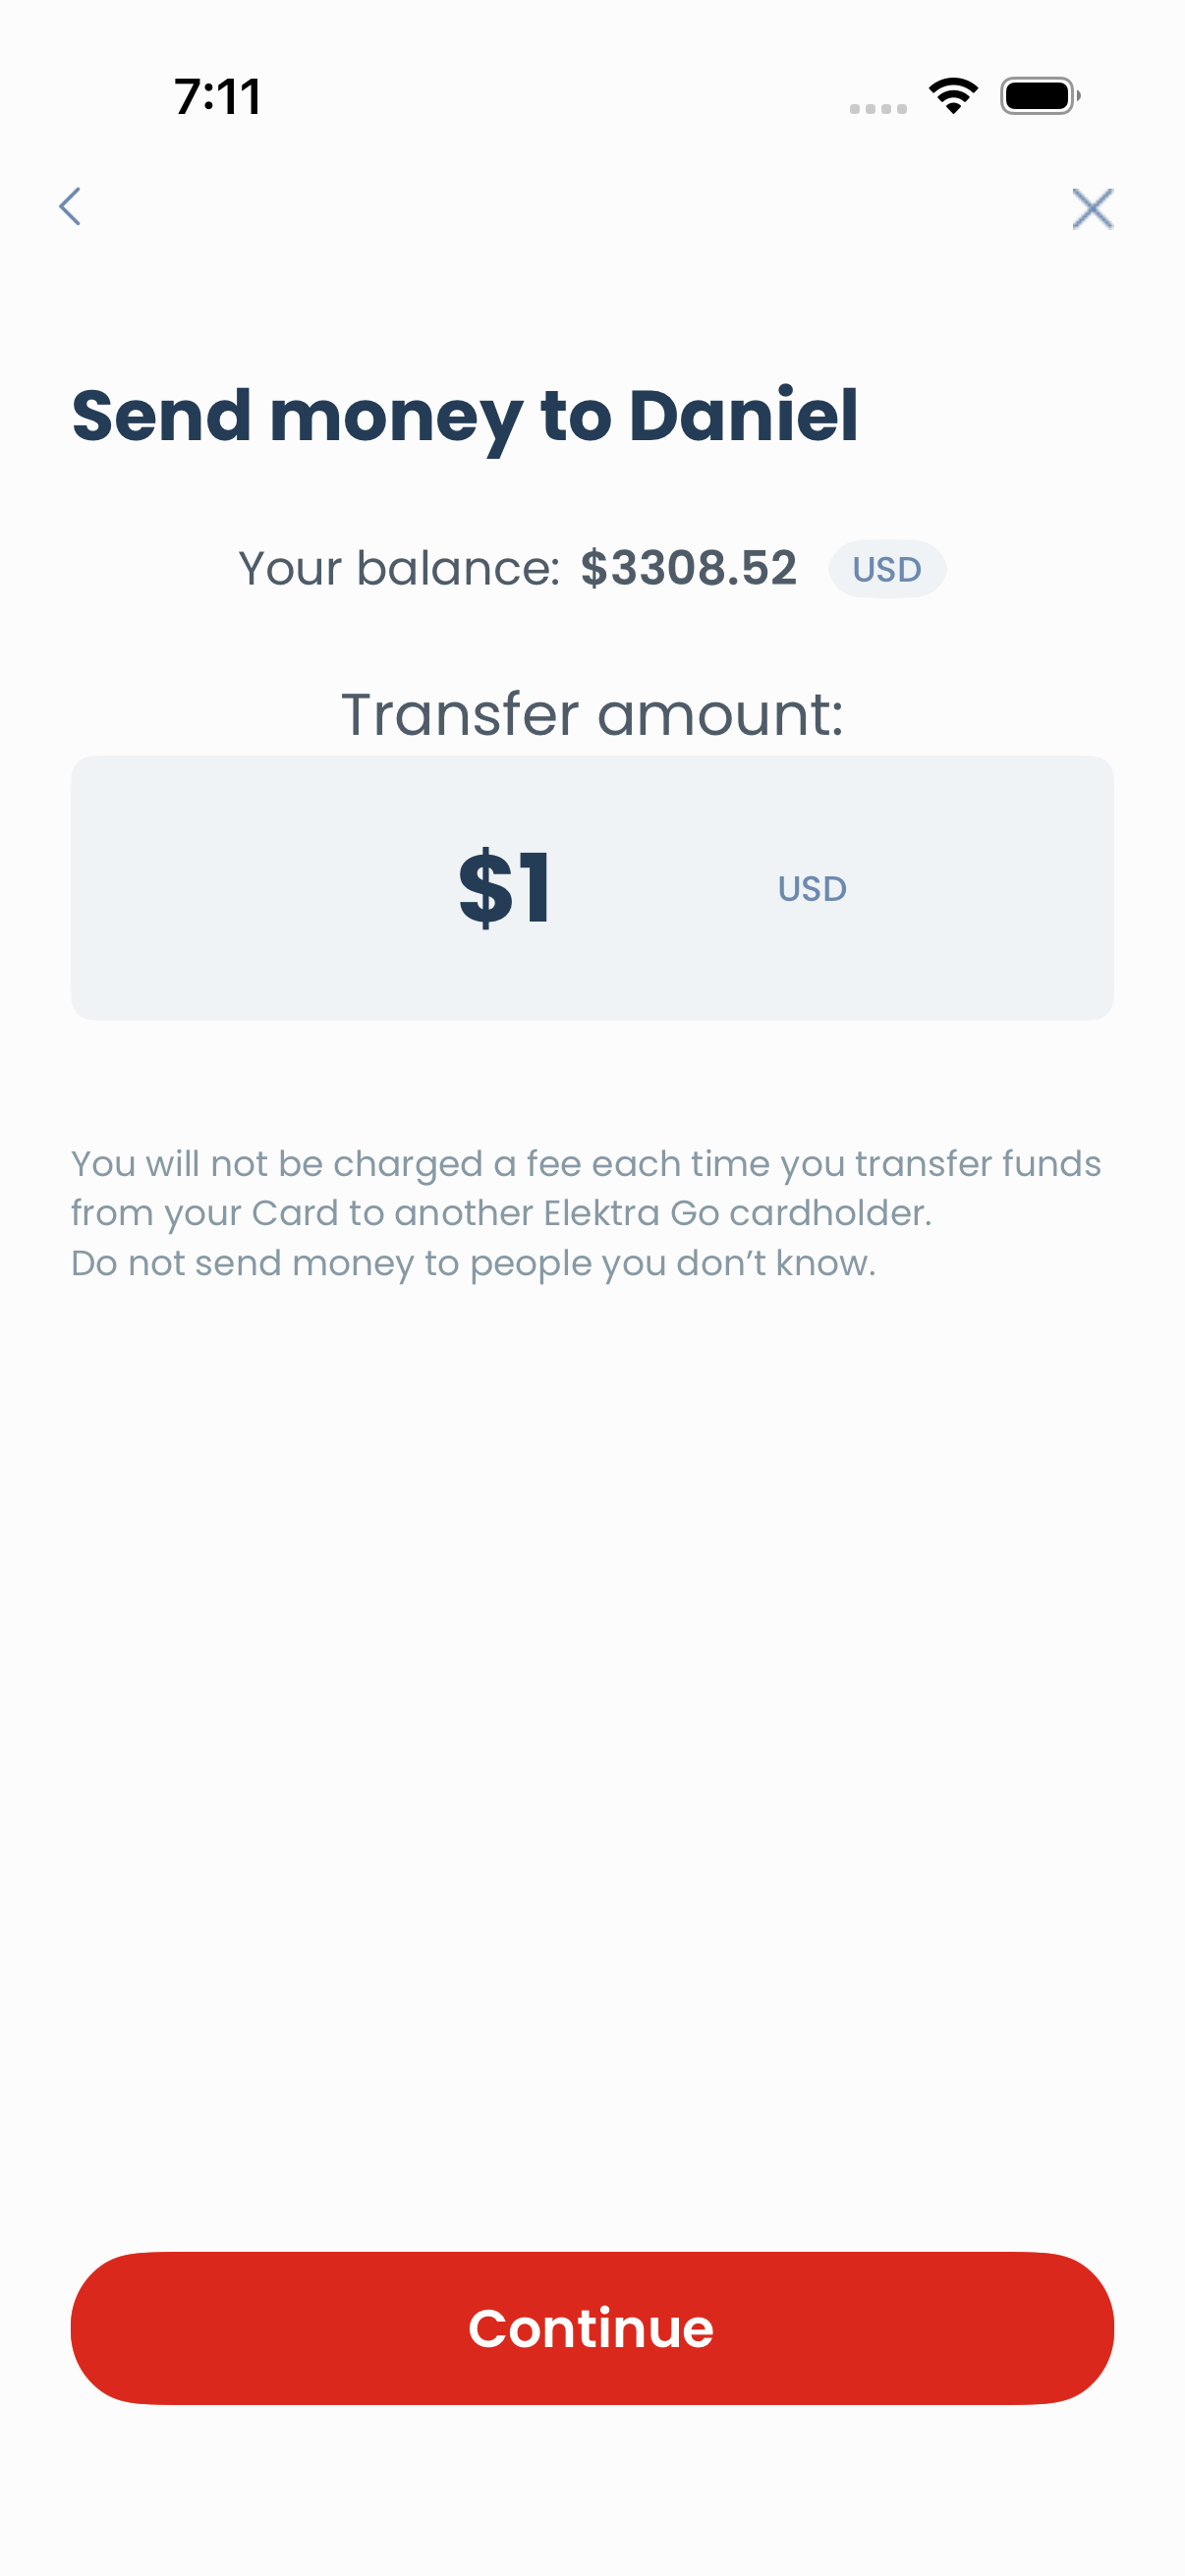 7:11
Send money to Daniel
Your balance: $3308.52 USD
Transfer amount:
$1 USD
You will not be charged a fee each time you transfer funds
from your Card to another Elektra Go cardholder.
Do not send money to people you don’t know.
Continue